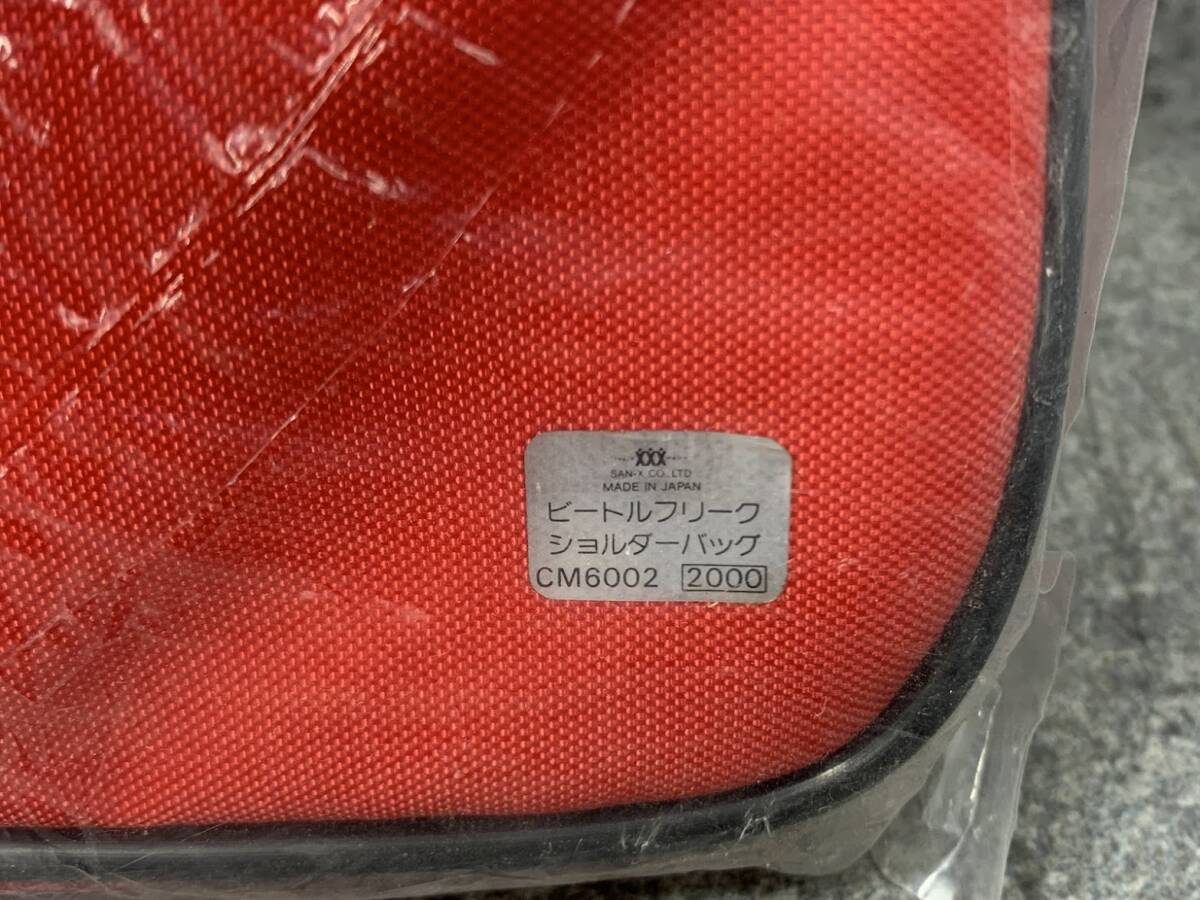 XXX
SAN-X CO. LTD
MADE IN JAPAN
ビートルフリーク
ショルダーバッグ
CM6002 2000